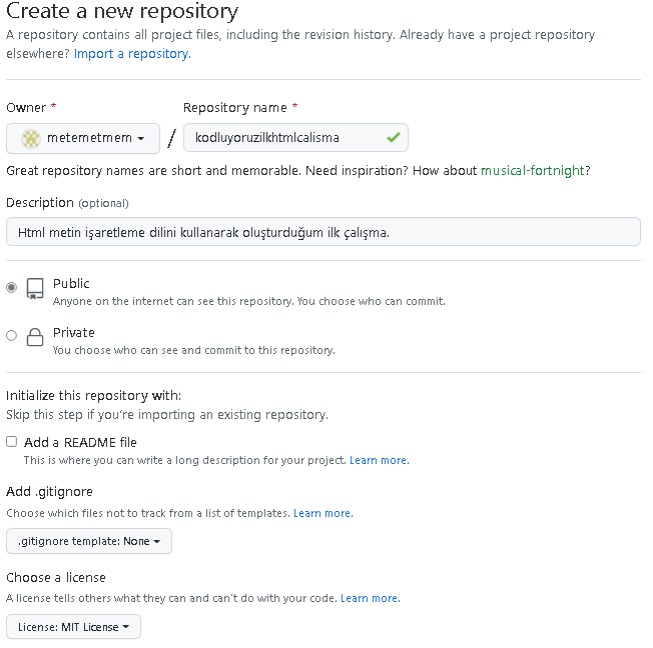 Create a new repository
A repository contains all project files, including the revision history. Already have a project repository
elsewhere? Import a repository.
Owner * Repository name *
metemetmem / kodluyoruzilkhtmlcalisma
Great repository names are short and memorable. Need inspiration? How about musical-fortnight?
Description (optional)
Html metin işaretleme dilini kullanarak oluşturduğum ilk çalışma.
Public
Anyone on the internet can see this repository. You choose who can commit.
Private
You choose who can see and commit to this repository.
Initialize this repository with:
Skip this step if you're importing an existing repository.
Add a README file
This is where you can write a long description for your project. Learn more.
Add .gitignore
Choose which files not to track from a list of templates. Learn more.
.gitignore template: None
Choose a license
A license tells others what they can and can't do with your code. Learn more.
License: MIT License